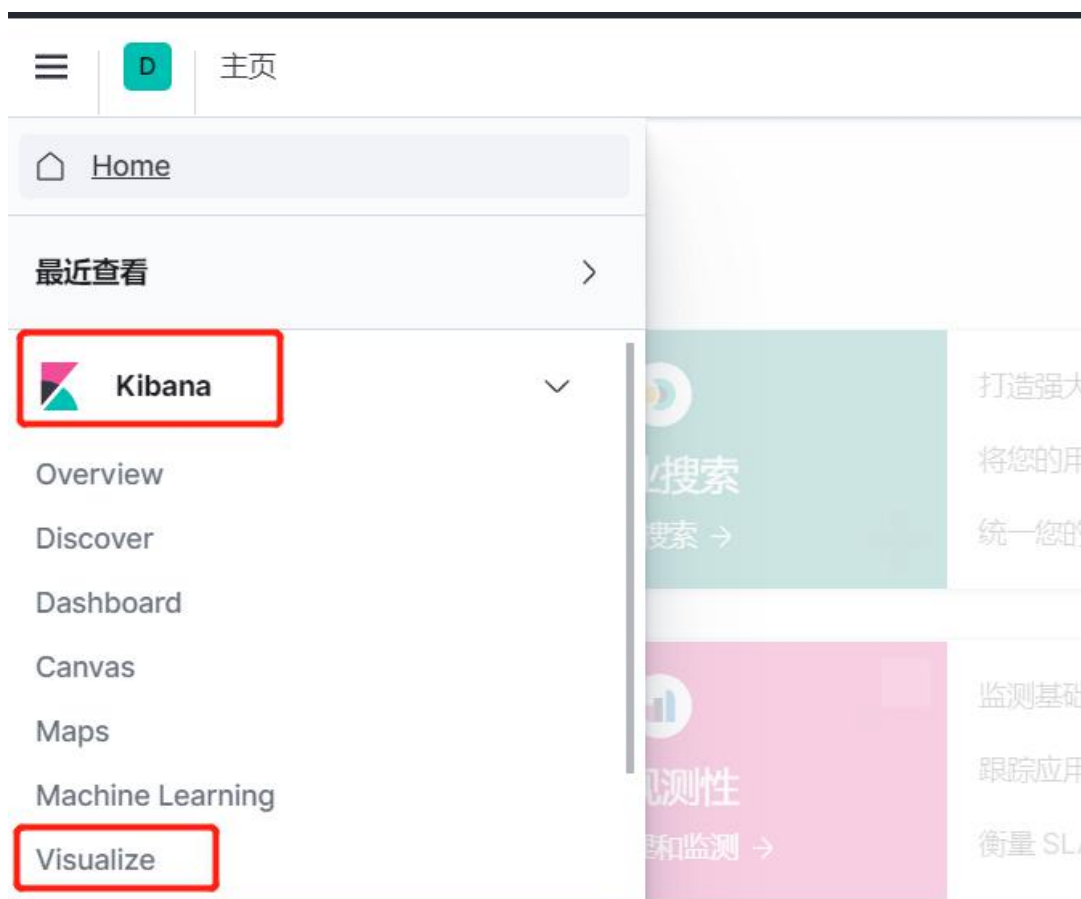 D 主页
Home
最近查看
Kibana
Overview
Discover
Dashboard
Canvas
Maps
Machine Learning
Visualize
打造强大
业搜索
将您的用
搜索 →
统一您的
监测基础
观测性
跟踪应用
和监测 →
衡量 SLA